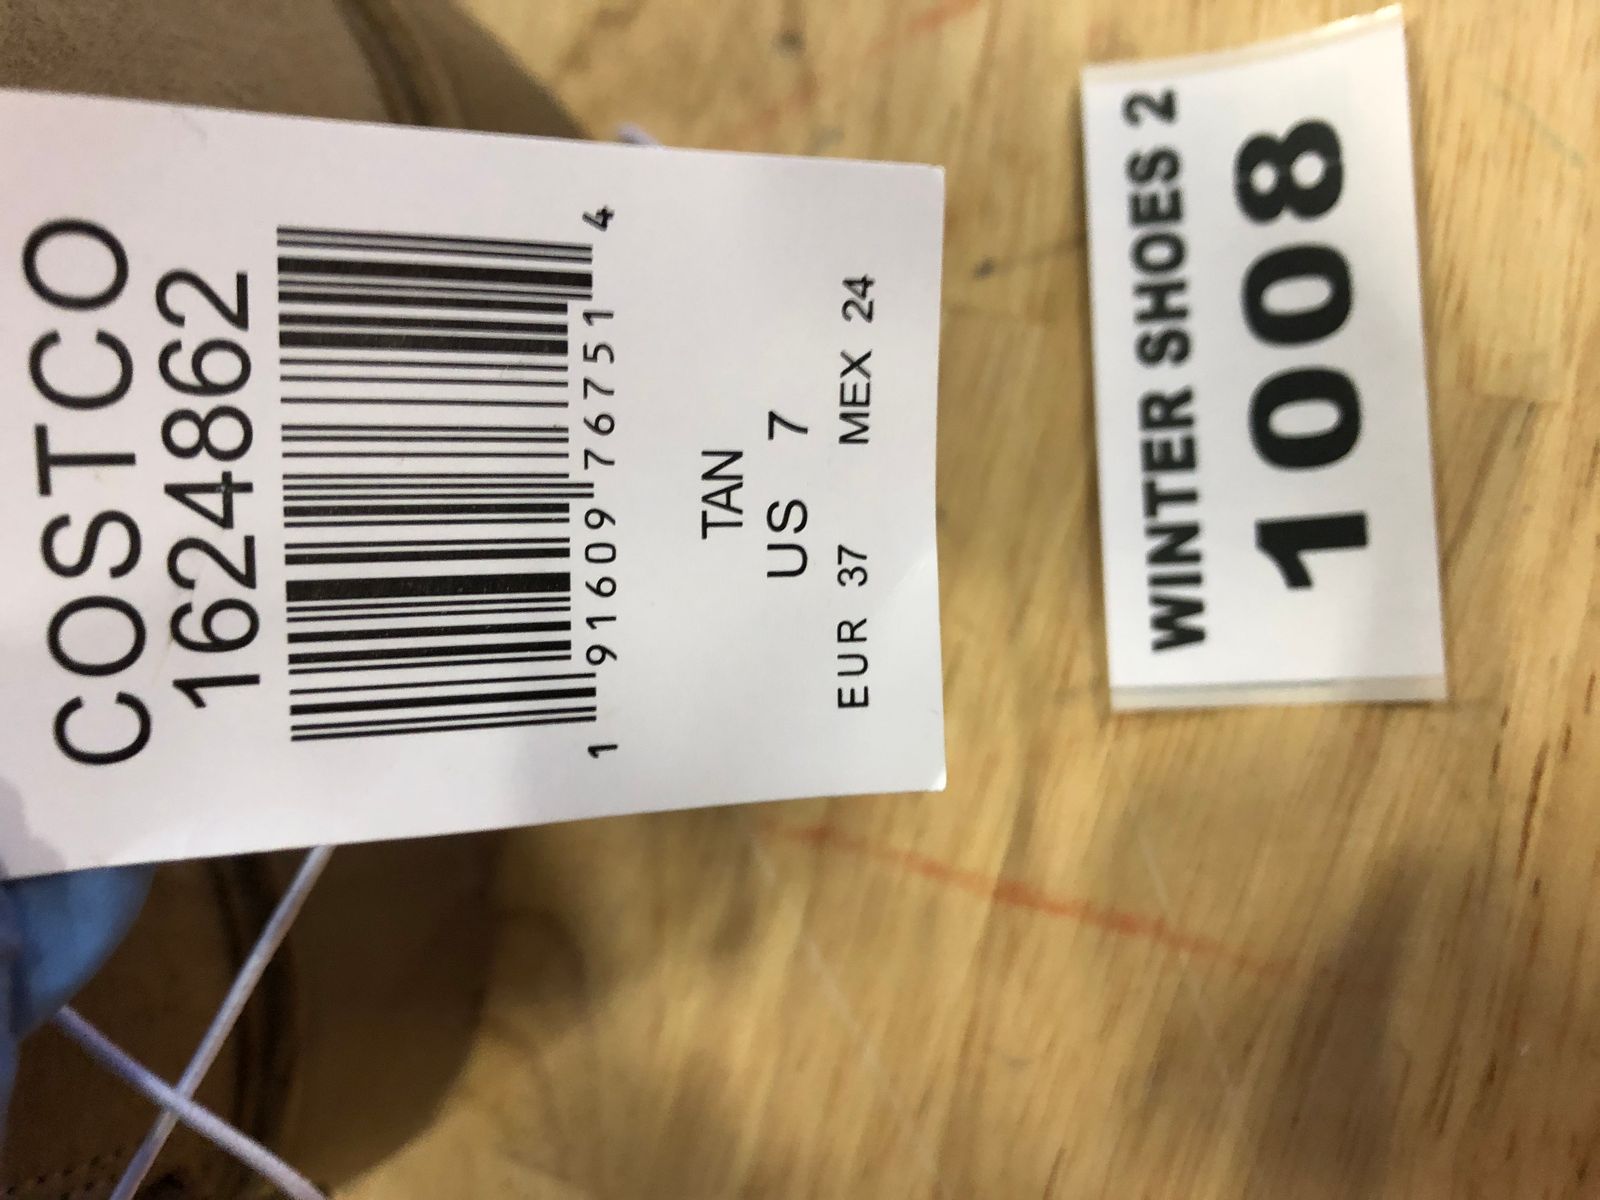 COSTCO
1624862
1 91609 76751 4
TAN
US 7
EUR 37 MEX 24
WINTER SHOES 2
1008